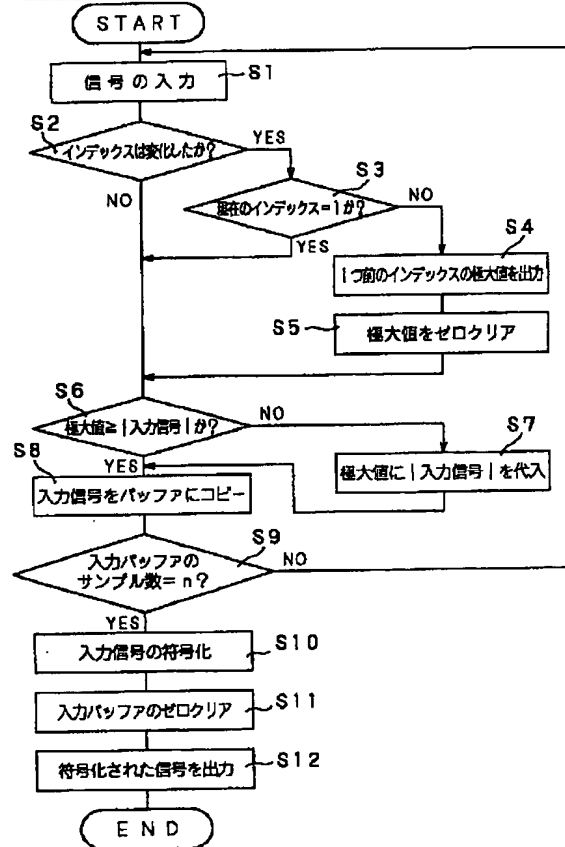 START
信号の入力
S1
S2
インデックスは変化したか?
YES
NO
S3
現在のインデックス=1か?
NO
YES
S4
1つ前のインデックスの極大値を出力
S5
極大値をゼロクリア
S6
極大値≧|入力信号|か?
NO
YES
S7
極大値に|入力信号|を代入
S8
入力信号をバッファにコピー
S9
入力バッファの
サンプル数=n?
NO
YES
入力信号の符号化
S10
入力バッファのゼロクリア
S11
符号化された信号を出力
S12
END